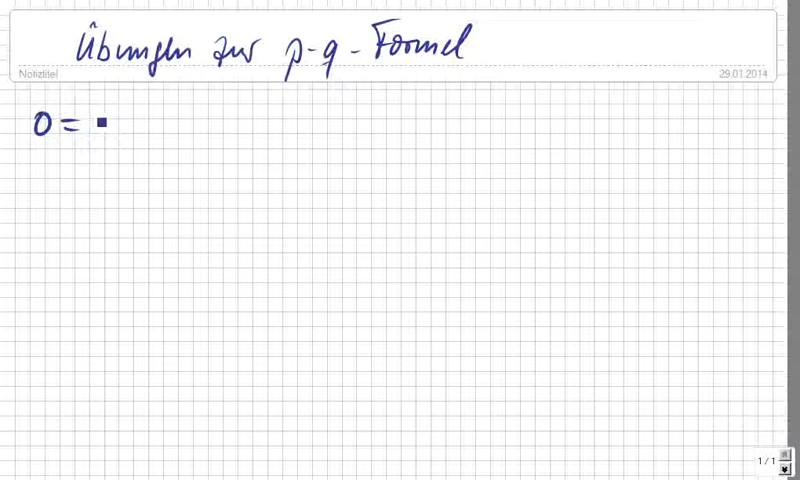 Übungen zur p-q-Formel
Notiztitel
29.01.2014
0 =
1 / 1